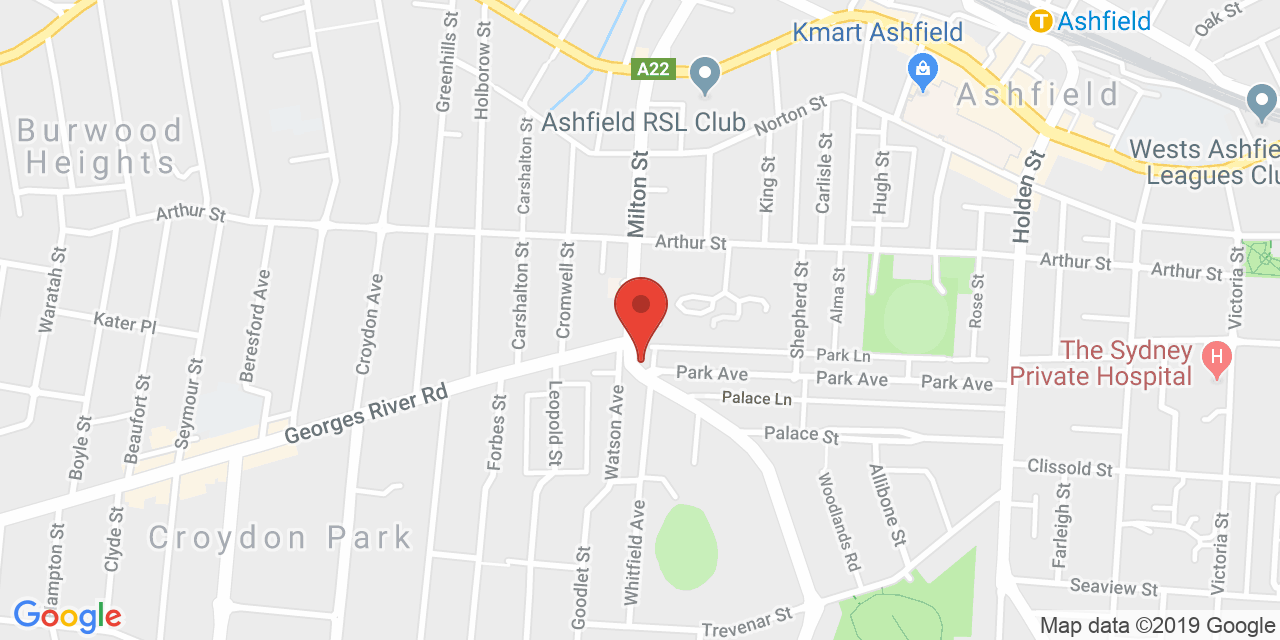 Greenhills St
Holborow St
Kmart Ashfield
Ashfield
Oak St
A22
Ashfield
Burwood
Heights
Ashfield RSL Club
Norton St
Wests Ashfie
Leagues Clu
Carshalton St
Milton St
King St
Carlisle St
Hugh St
Holden St
Arthur St
Arthur St
Arthur St
Arthur St
Waratah St
Beresford Ave
Croydon Ave
Carshalton St
Cromwell St
Shepherd St
Alma St
Rose St
Victoria St
Kater Pl
Park Ln
The Sydney
Private Hospital
H
Park Ave
Park Ave
Park Ave
Palace Ln
Georges River Rd
Boyle St
Beaufort St
Seymour St
Forbes St
Leopold St
Watson Ave
Palace St
Clissold St
Woodlands Rd
Allibone St
Farleigh St
Victoria St
Croydon Park
Hampton St
Clyde St
Goodlet St
Whitfield Ave
Seaview St
Trevenar St
Google
Map data ©2019 Google